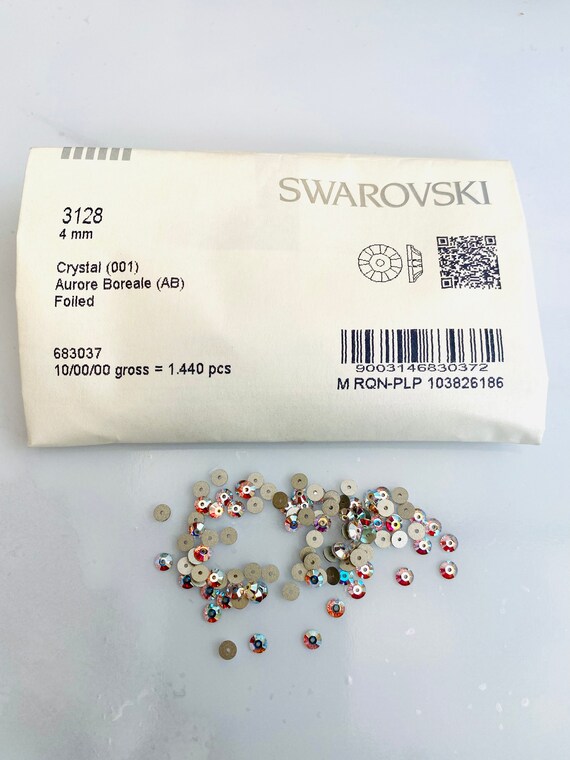 SWAROVSKI
3128
4 mm
Crystal (001)
Aurore Boreale (AB)
Foiled
683037
10/00/00 gross = 1.440 pcs
9003146830372
M RQN-PLP 103826186